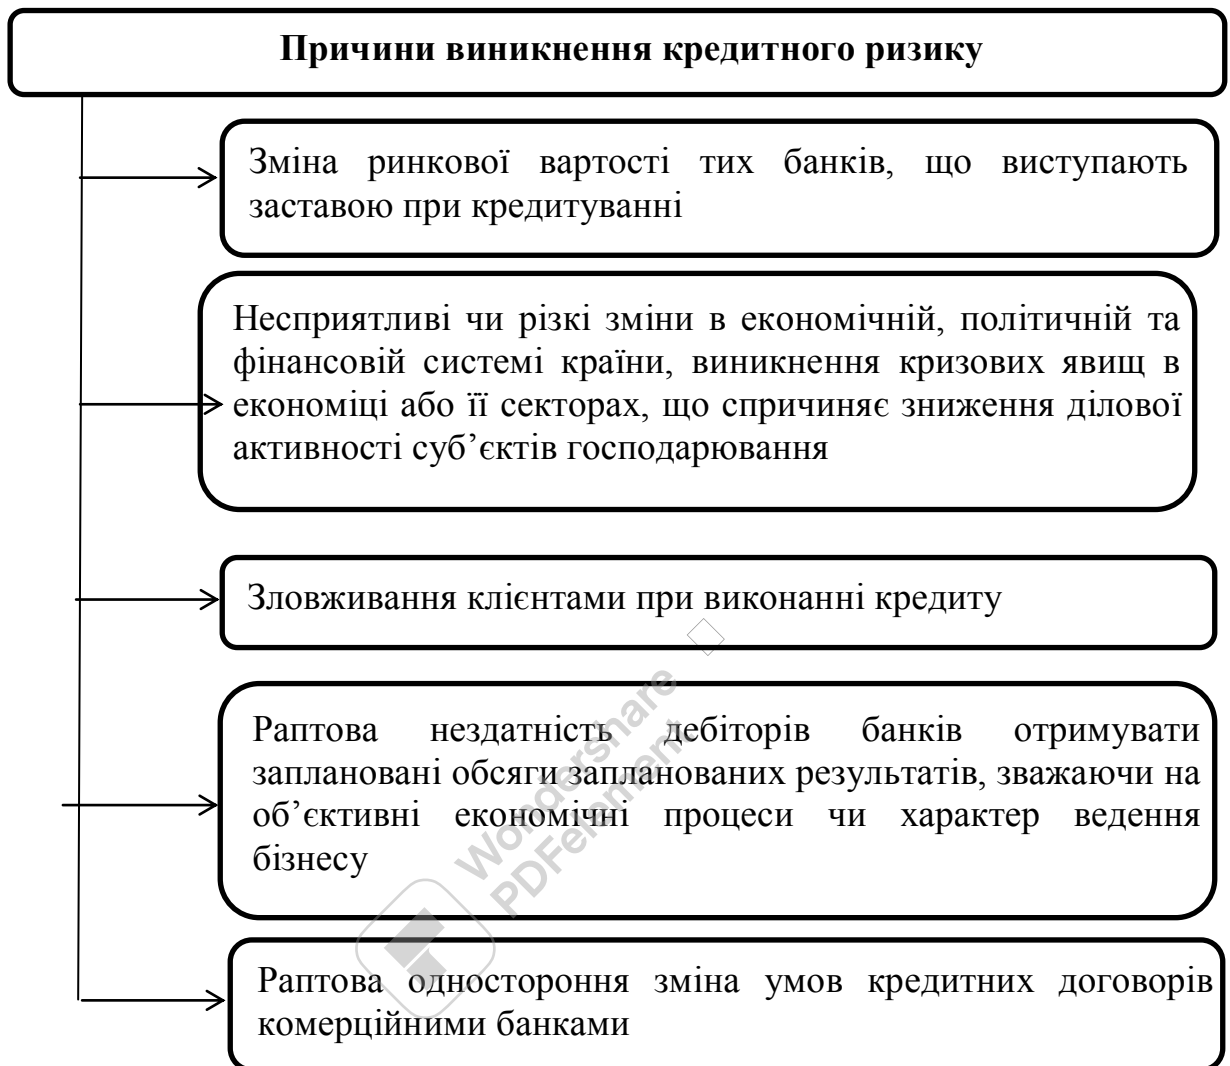 Причини виникнення кредитного ризику
Зміна ринкової вартості тих банків, що виступають
заставою при кредитуванні
Несприятливі чи різкі зміни в економічній, політичній та
фінансовій системі країни, виникнення кризових явищ в
економіці або її секторах, що спричиняє зниження ділової
активності суб’єктів господарювання
Зловживання клієнтами при виконанні кредиту
Раптова нездатність дебіторів банків отримувати
заплановані обсяги запланованих результатів, зважаючи на
об’єктивні економічні процеси чи характер ведення
бізнесу
Раптова одностороння зміна умов кредитних договорів
комерційними банками
Wondershare
PDFelement